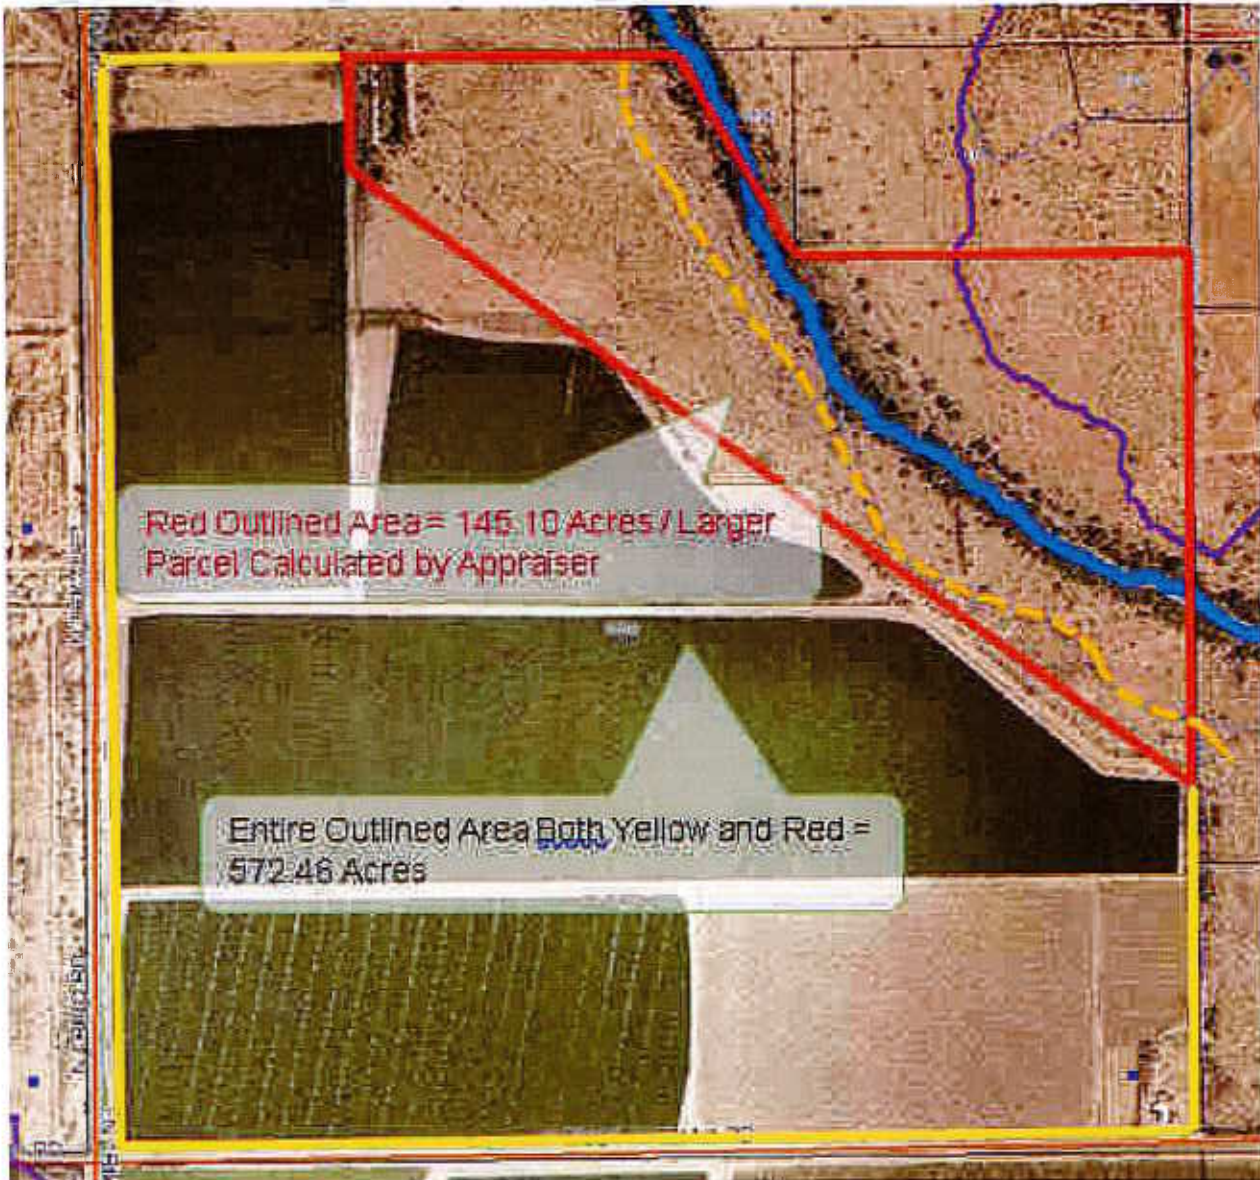 Red Outlined Area = 145.10 Acres / Larger
Parcel Calculated by Appraiser
Entire Outlined Area Both Yellow and Red =
572.46 Acres